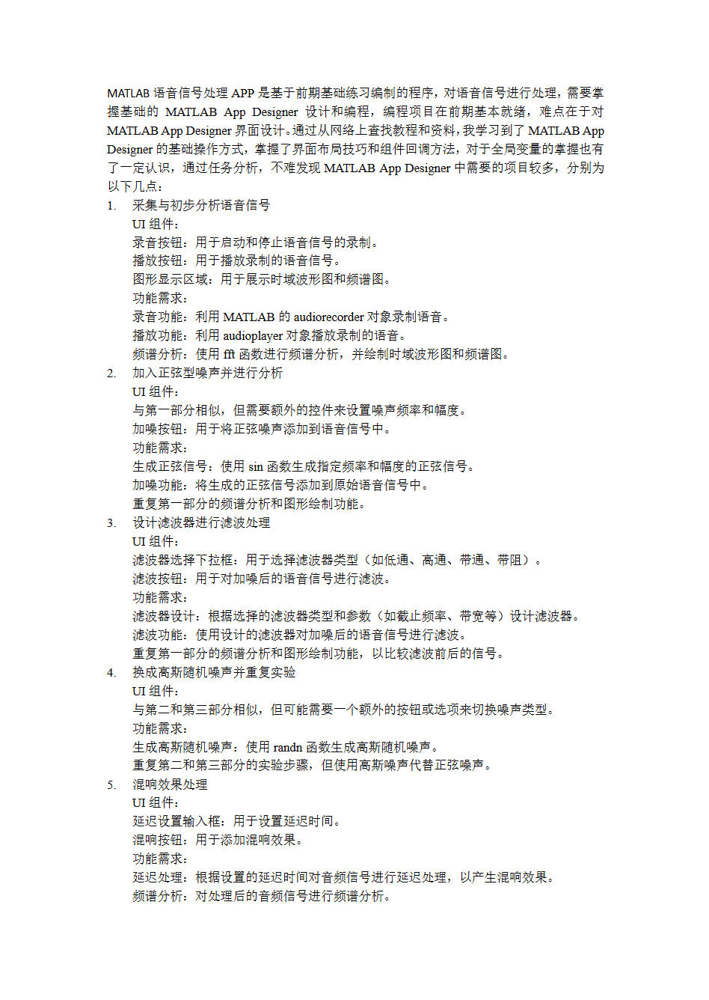 MATLAB 语音信号处理 APP 是基于前期基础练习编制的程序，对语音信号进行处理，需要掌
握基础的 MATLAB App Designer 设计和编程，编程项目在前期基本就绪，难点在于对
MATLAB App Designer 界面设计。通过从网络上查找教程和资料，我学习到了 MATLAB App
Designer 的基础操作方式，掌握了界面布局技巧和组件回调方法，对于全局变量的掌握也有
了一定认识，通过任务分析，不难发现 MATLAB App Designer 中需要的项目较多，分别为
以下几点：
1. 采集与初步分析语音信号
UI 组件：
录音按钮：用于启动和停止语音信号的录制。
播放按钮：用于播放录制的语音信号。
图形显示区域：用于展示时域波形图和频谱图。
功能需求：
录音功能：利用 MATLAB 的 audiorecorder 对象录制语音。
播放功能：利用 audioplayer 对象播放录制的语音。
频谱分析：使用 fft 函数进行频谱分析，并绘制时域波形图和频谱图。
2. 加入正弦型噪声并进行分析
UI 组件：
与第一部分相似，但需要额外的控件来设置噪声频率和幅度。
加噪按钮：用于将正弦噪声添加到语音信号中。
功能需求：
生成正弦信号：使用 sin 函数生成指定频率和幅度的正弦信号。
加噪功能：将生成的正弦信号添加到原始语音信号中。
重复第一部分的频谱分析和图形绘制功能。
3. 设计滤波器进行滤波处理
UI 组件：
滤波器选择下拉框：用于选择滤波器类型（如低通、高通、带通、带阻）。
滤波按钮：用于对加噪后的语音信号进行滤波。
功能需求：
滤波器设计：根据选择的滤波器类型和参数（如截止频率、带宽等）设计滤波器。
滤波功能：使用设计的滤波器对加噪后的语音信号进行滤波。
重复第一部分的频谱分析和图形绘制功能，以比较滤波前后的信号。
4. 换成高斯随机噪声并重复实验
UI 组件：
与第二和第三部分相似，但可能需要一个额外的按钮或选项来切换噪声类型。
功能需求：
生成高斯随机噪声：使用 randn 函数生成高斯随机噪声。
重复第二和第三部分的实验步骤，但使用高斯噪声代替正弦噪声。
5. 混响效果处理
UI 组件：
延迟设置输入框：用于设置延迟时间。
混响按钮：用于添加混响效果。
功能需求：
延迟处理：根据设置的延迟时间对音频信号进行延迟处理，以产生混响效果。
频谱分析：对处理后的音频信号进行频谱分析。